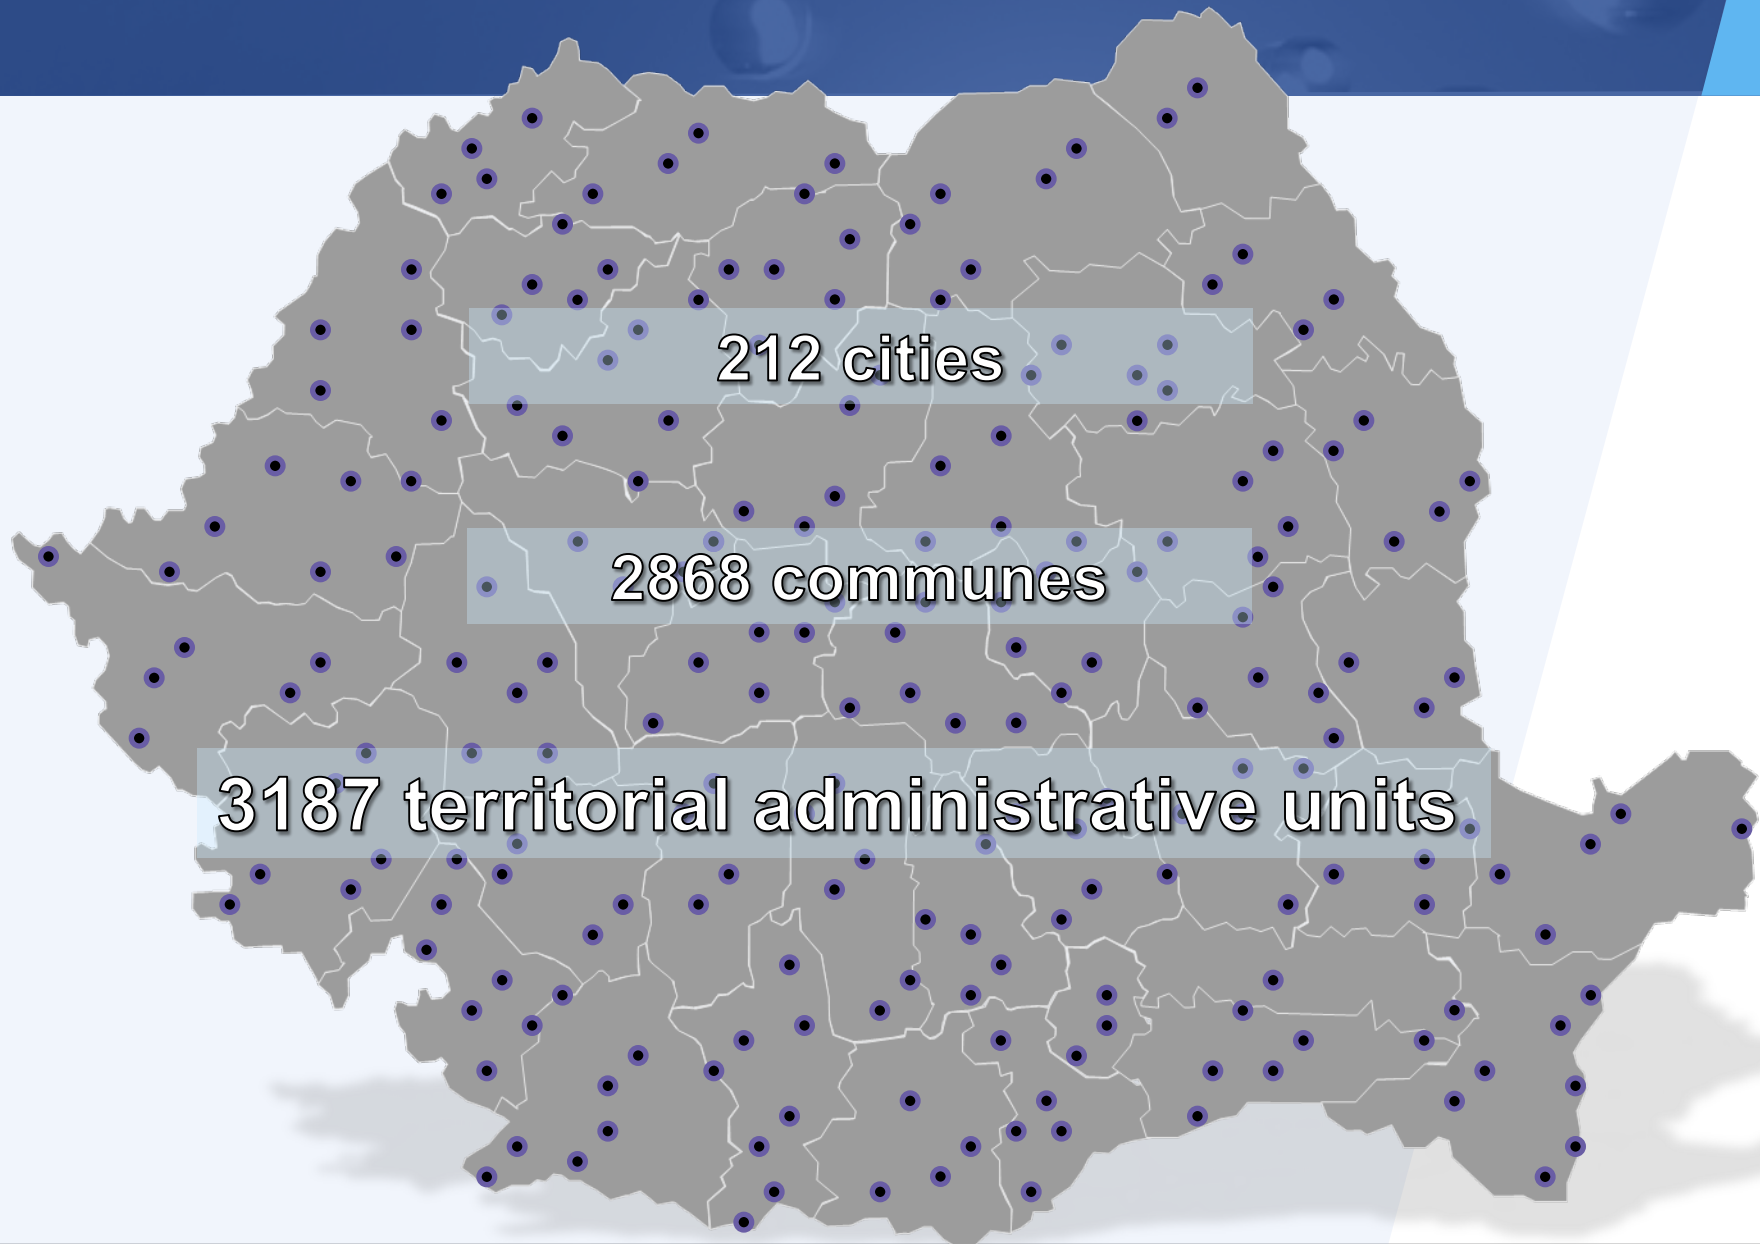 212 cities
2868 communes
3187 territorial administrative units